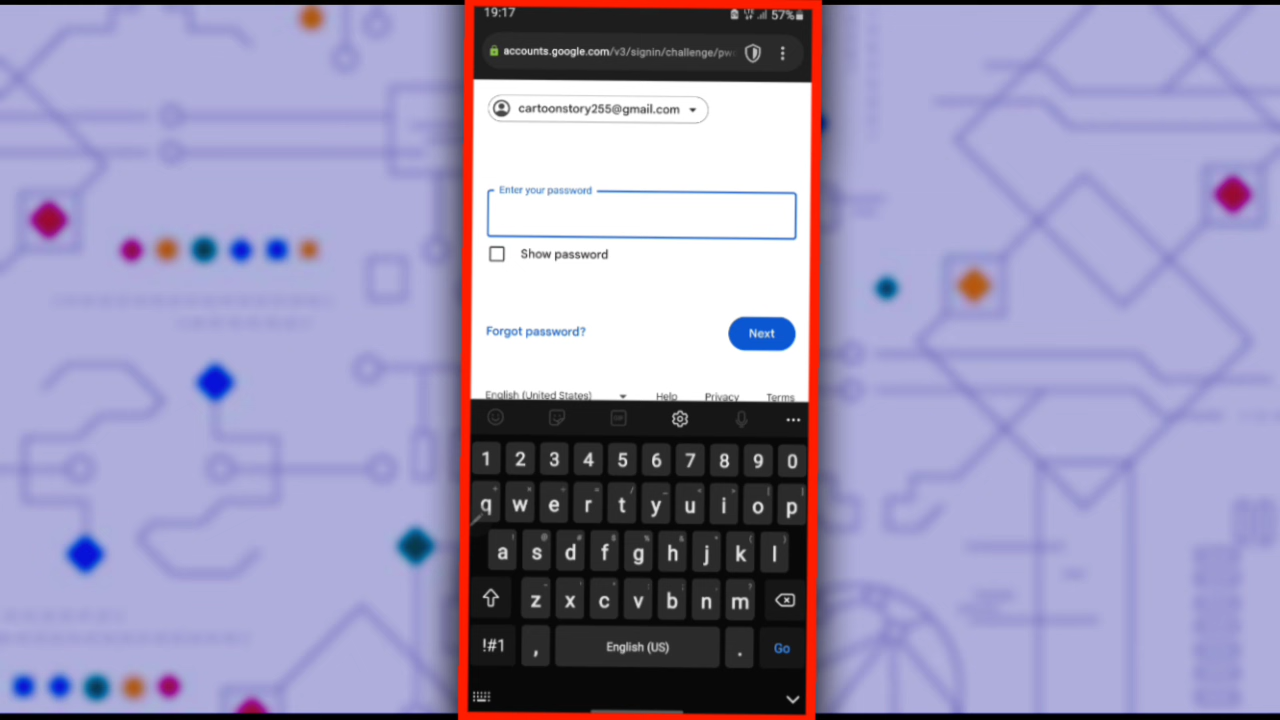 19:17 LTE 57%
accounts.google.com/v3/signin/challenge/pw
cartoonstory255@gmail.com
Enter your password
Show password
Forgot password?
Next
English (United States) Help Privacy Terms
GIF
1 2 3 4 5 6 7 8 9 0
q w e r t y u i o p
a s d f g h j k l
z x c v b n m
!#1 , English (US) . Go